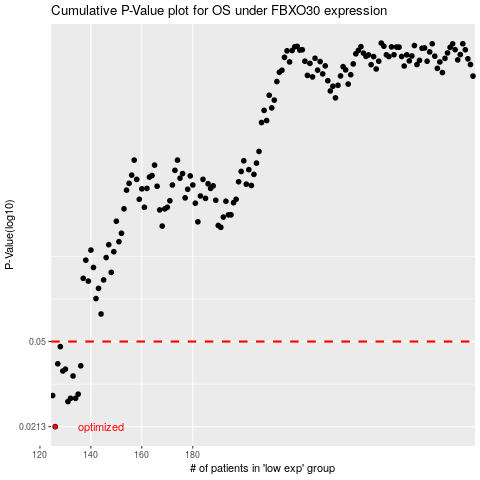 Cumulative P-Value plot for OS under FBXO30 expression
P-Value(log10)
0.05
0.0213
optimized
120 140 160 180
# of patients in 'low exp' group